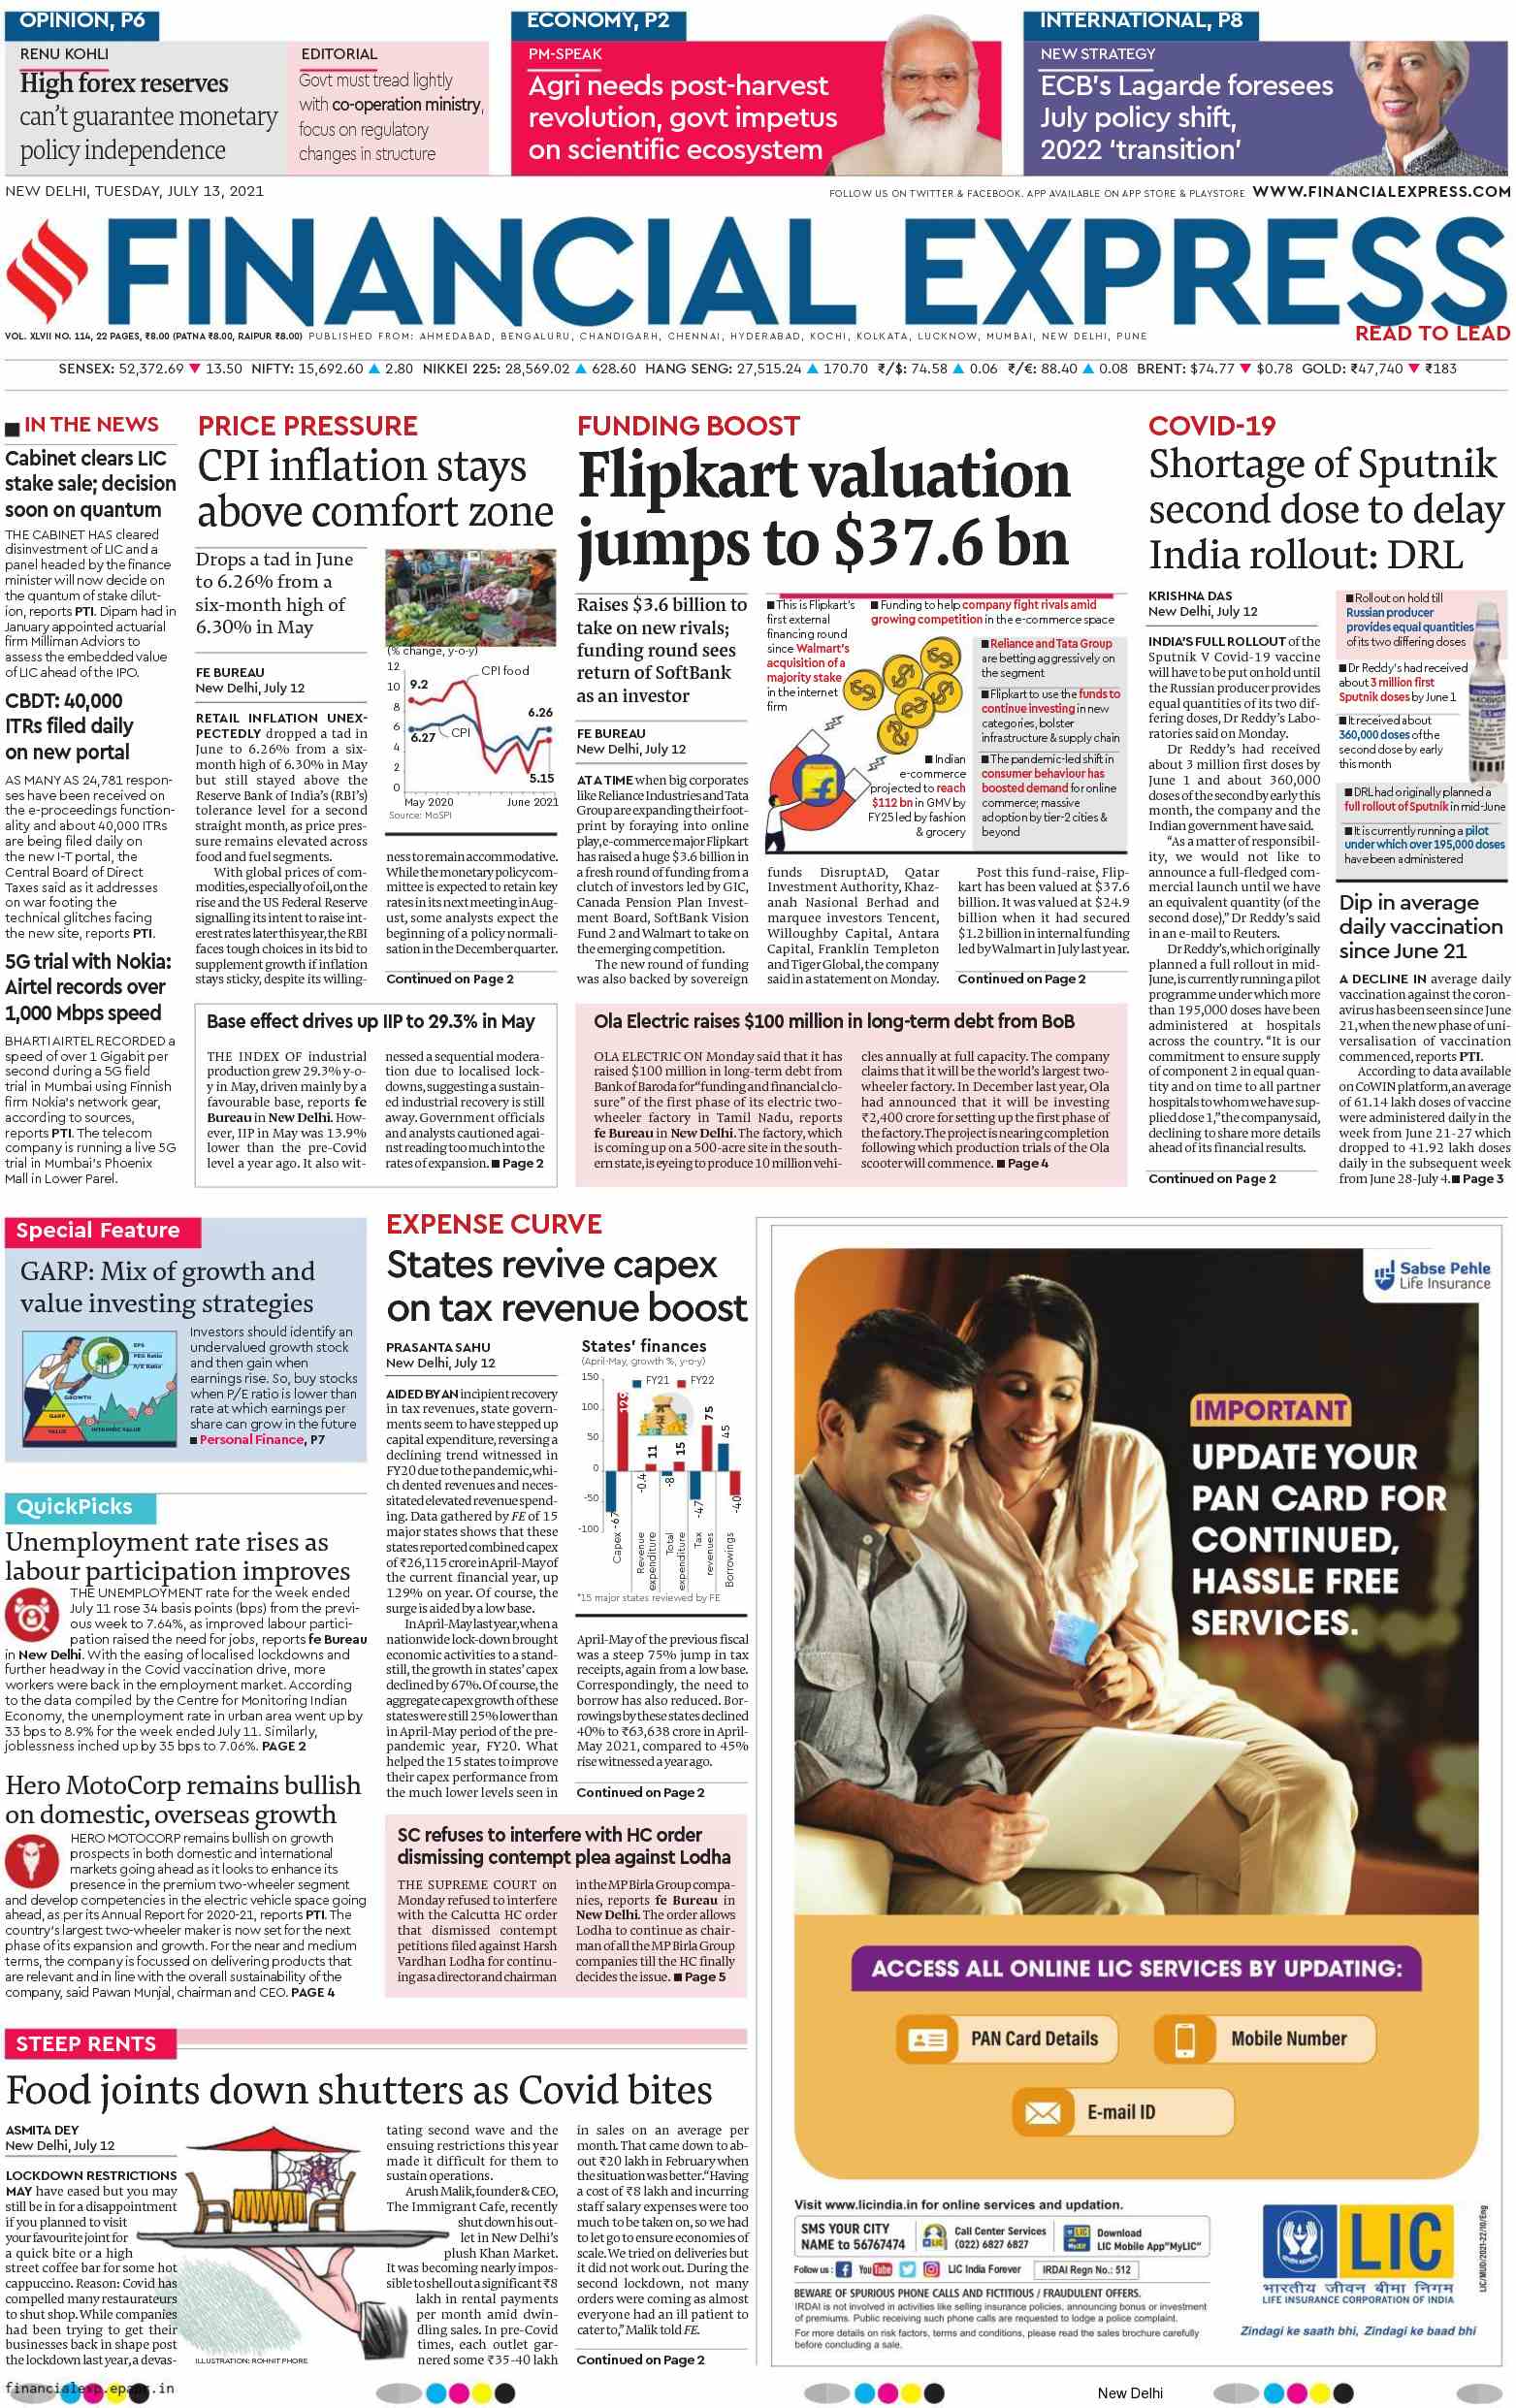 OPINION, P6
RENU KOHLI
High forex reserves
can't guarantee monetary
policy independence
EDITORIAL
Govt must tread lightly
with co-operation ministry,
focus on regulatory
changes in structure
ECONOMY, P2
PM-SPEAK
Agri needs post-harvest
revolution, govt impetus
on scientific ecosystem
INTERNATIONAL, P8
NEW STRATEGY
ECB's Lagarde foresees
July policy shift,
2022 'transition'
NEW DELHI, TUESDAY, JULY 13, 2021
FOLLOW US ON TWITTER & FACEBOOK. APP AVAILABLE ON APP STORE & PLAYSTORE WWW.FINANCIALEXPRESS.COM
FINANCIAL EXPRESS
VOL. XLVII NO. 114, 22 PAGES, ₹8.00 (PATNA ₹8.00, RAIPUR ₹8.00) PUBLISHED FROM: AHMEDABAD, BENGALURU, CHANDIGARH, CHENNAI, HYDERABAD, KOCHI, KOLKATA, LUCKNOW, MUMBAI, NEW DELHI, PUNE
READ TO LEAD
SENSEX: 52,372.69 ▼ 13.50 NIFTY: 15,692.60 ▲ 2.80 NIKKEI 225: 28,569.02 ▲ 628.60 HANG SENG: 27,515.24 ▲ 170.70 ₹/$: 74.58 ▲ 0.06 ₹/€: 88.40 ▲ 0.08 BRENT: $74.77 ▼ $0.78 GOLD: ₹47,740 ▼ ₹183
IN THE NEWS
Cabinet clears LIC
stake sale; decision
soon on quantum
THE CABINET HAS cleared
disinvestment of LIC and a
panel headed by the finance
minister will now decide on
the quantum of stake dilut-
ion, reports PTI. Dipam had in
January appointed actuarial
firm Milliman Adviors to
assess the embedded value
of LIC ahead of the IPO.
CBDT: 40,000
ITRs filed daily
on new portal
AS MANY AS 24,781 respon-
ses have been received on
the e-proceedings function-
ality and about 40,000 ITRs
are being filed daily on
the new I-T portal, the
Central Board of Direct
Taxes said as it addresses
on war footing the
technical glitches facing
the new site, reports PTI.
5G trial with Nokia:
Airtel records over
1,000 Mbps speed
BHARTI AIRTEL RECORDED a
speed of over 1 Gigabit per
second during a 5G field
trial in Mumbai using Finnish
firm Nokia's network gear,
according to sources,
reports PTI. The telecom
company is running a live 5G
trial in Mumbai's Phoenix
Mall in Lower Parel.
PRICE PRESSURE
CPI inflation stays
above comfort zone
Drops a tad in June
to 6.26% from a
six-month high of
6.30% in May
FE BUREAU
New Delhi, July 12
RETAIL INFLATION UNEX-
PECTEDLY dropped a tad in
June to 6.26% from a six-
month high of 6.30% in May
but still stayed above the
Reserve Bank of India's (RBI's)
tolerance level for a second
straight month, as price pres-
sure remains elevated across
food and fuel segments.
With global prices of com-
modities, especially of oil, on the
rise and the US Federal Reserve
signalling its intent to raise int-
erest rates later this year, the RBI
faces tough choices in its bid to
supplement growth if inflation
stays sticky, despite its willing-
(% change, y-o-y)
12
10
8
6
4
2
0
9.2
CPI food
6.27
CPI
6.26
5.15
May 2020
June 2021
Source: MoSPI
ness to remain accommodative.
While the monetary policy com-
mittee is expected to retain key
rates in its next meeting in Aug-
ust, some analysts expect the
beginning of a policy normali-
sation in the December quarter.
Continued on Page 2
Base effect drives up IIP to 29.3% in May
THE INDEX OF industrial
production grew 29.3% y-o-
y in May, driven mainly by a
favourable base, reports fe
Bureau in New Delhi. How-
ever, IIP in May was 13.9%
lower than the pre-Covid
level a year ago. It also wit-
nessed a sequential modera-
tion due to localised lock-
downs, suggesting a sustain-
ed industrial recovery is still
away. Government officials
and analysts cautioned agai-
nst reading too much into the
rates of expansion. ■ Page 2
FUNDING BOOST
Flipkart valuation
jumps to $37.6 bn
Raises $3.6 billion to
take on new rivals;
funding round sees
return of SoftBank
as an investor
FE BUREAU
New Delhi, July 12
AT A TIME when big corporates
like Reliance Industries and Tata
Group are expanding their foot-
print by foraying into online
play, e-commerce major Flipkart
has raised a huge $3.6 billion in
a fresh round of funding from a
clutch of investors led by GIC,
Canada Pension Plan Invest-
ment Board, SoftBank Vision
Fund 2 and Walmart to take on
the emerging competition.
The new round of funding
was also backed by sovereign
■ This is Flipkart's
first external
financing round
since Walmart's
acquisition of a
majority stake
in the internet
firm
■ Funding to help company fight rivals amid
growing competition in the e-commerce space
■ Reliance and Tata Group
are betting aggressively on
the segment
■ Flipkart to use the funds to
continue investing in new
categories, bolster
infrastructure & supply chain
■ Indian
e-commerce
projected to reach
$112 bn in GMV by
FY25 led by fashion
& grocery
■ The pandemic-led shift in
consumer behaviour has
boosted demand for online
commerce; massive
adoption by tier-2 cities &
beyond
funds DisruptAD, Qatar
Investment Authority, Khaz-
anah Nasional Berhad and
marquee investors Tencent,
Willoughby Capital, Antara
Capital, Franklin Templeton
and Tiger Global, the company
said in a statement on Monday.
Post this fund-raise, Flip-
kart has been valued at $37.6
billion. It was valued at $24.9
billion when it had secured
$1.2 billion in internal funding
led by Walmart in July last year.
Continued on Page 2
Ola Electric raises $100 million in long-term debt from BoB
OLA ELECTRIC ON Monday said that it has
raised $100 million in long-term debt from
Bank of Baroda for "funding and financial clo-
sure" of the first phase of its electric two-
wheeler factory in Tamil Nadu, reports
fe Bureau in New Delhi. The factory, which
is coming up on a 500-acre site in the south-
ern state, is eyeing to produce 10 million vehi-
cles annually at full capacity. The company
claims that it will be the world's largest two-
wheeler factory. In December last year, Ola
had announced that it will be investing
₹2,400 crore for setting up the first phase of
the factory. The project is nearing completion
following which production trials of the Ola
scooter will commence. ■ Page 4
COVID-19
Shortage of Sputnik
second dose to delay
India rollout: DRL
KRISHNA DAS
New Delhi, July 12
INDIA'S FULL ROLLOUT of the
Sputnik V Covid-19 vaccine
will have to be put on hold until
the Russian producer provides
equal quantities of its two dif-
fering doses, Dr Reddy's Labo-
ratories said on Monday.
Dr Reddy's had received
about 3 million first doses by
June 1 and about 360,000
doses of the second by early this
month, the company and the
Indian government have said.
"As a matter of responsibil-
ity, we would not like to
announce a full-fledged com-
mercial launch until we have
an equivalent quantity (of the
second dose)," Dr Reddy's said
in an e-mail to Reuters.
Dr Reddy's, which originally
planned a full rollout in mid-
June, is currently running a pilot
programme under which more
than 195,000 doses have been
administered at hospitals
across the country. "It is our
commitment to ensure supply
of component 2 in equal quan-
tity and on time to all partner
hospitals to whom we have sup-
plied dose 1," the company said,
declining to share more details
ahead of its financial results.
Continued on Page 2
■ Rollout on hold till
Russian producer
provides equal quantities
of its two differing doses
■ Dr Reddy's had received
about 3 million first
Sputnik doses by June 1
■ It received about
360,000 doses of the
second dose by early
this month
■ DRL had originally planned a
full rollout of Sputnik in mid-June
■ It is currently running a pilot
under which over 195,000 doses
have been administered
Dip in average
daily vaccination
since June 21
A DECLINE IN average daily
vaccination against the coron-
avirus has been seen since June
21, when the new phase of uni-
versalisation of vaccination
commenced, reports PTI.
According to data available
on CoWIN platform, an average
of 61.14 lakh doses of vaccine
were administered daily in the
week from June 21-27 which
dropped to 41.92 lakh doses
daily in the subsequent week
from June 28-July 4. ■ Page 3
Special Feature
GARP: Mix of growth and
value investing strategies
EPS
PEG Ratio
P/E Ratio
GROWTH
GARP
VALUE
INTRINSIC VALUE
Investors should identify an
undervalued growth stock
and then gain when
earnings rise. So, buy stocks
when P/E ratio is lower than
rate at which earnings per
share can grow in the future
■ Personal Finance, P7
QuickPicks
Unemployment rate rises as
labour participation improves
THE UNEMPLOYMENT rate for the week ended
July 11 rose 34 basis points (bps) from the previ-
ous week to 7.64%, as improved labour partici-
pation raised the need for jobs, reports fe Bureau
in New Delhi. With the easing of localised lockdowns and
further headway in the Covid vaccination drive, more
workers were back in the employment market. According
to the data compiled by the Centre for Monitoring Indian
Economy, the unemployment rate in urban area went up by
33 bps to 8.9% for the week ended July 11. Similarly,
joblessness inched up by 35 bps to 7.06%. PAGE 2
Hero MotoCorp remains bullish
on domestic, overseas growth
HERO MOTOCORP remains bullish on growth
prospects in both domestic and international
markets going ahead as it looks to enhance its
presence in the premium two-wheeler segment
and develop competencies in the electric vehicle space going
ahead, as per its Annual Report for 2020-21, reports PTI. The
country's largest two-wheeler maker is now set for the next
phase of its expansion and growth. For the near and medium
terms, the company is focussed on delivering products that
are relevant and in line with the overall sustainability of the
company, said Pawan Munjal, chairman and CEO. PAGE 4
EXPENSE CURVE
States revive capex
on tax revenue boost
PRASANTA SAHU
New Delhi, July 12
AIDED BY AN incipient recovery
in tax revenues, state govern-
ments seem to have stepped up
capital expenditure, reversing a
declining trend witnessed in
FY20 due to the pandemic, whi-
ch dented revenues and neces-
sitated elevated revenue spend-
ing. Data gathered by FE of 15
major states shows that these
states reported combined capex
of ₹26,115 crore in April-May of
the current financial year, up
129% on year. Of course, the
surge is aided by a low base.
In April-May last year, when a
nationwide lock-down brought
economic activities to a stand-
still, the growth in states' capex
declined by 67%. Of course, the
aggregate capex growth of these
states were still 25% lower than
in April-May period of the pre-
pandemic year, FY20. What
helped the 15 states to improve
their capex performance from
the much lower levels seen in
States' finances
(April-May, growth %, y-o-y)
FY21 FY22
150
100
50
0
-50
-100
129
11
15
75
45
-67
-0.4
-8
-47
-40
Capex
Revenue
expenditure
Total
expenditure
Tax
revenues
Borrowings
*15 major states reviewed by FE
April-May of the previous fiscal
was a steep 75% jump in tax
receipts, again from a low base.
Correspondingly, the need to
borrow has also reduced. Bor-
rowings by these states declined
40% to ₹63,638 crore in April-
May 2021, compared to 45%
rise witnessed a year ago.
Continued on Page 2
SC refuses to interfere with HC order
dismissing contempt plea against Lodha
THE SUPREME COURT on
Monday refused to interfere
with the Calcutta HC order
that dismissed contempt
petitions filed against Harsh
Vardhan Lodha for continu-
ing as a director and chairman
in the MP Birla Group compa-
nies, reports fe Bureau in
New Delhi. The order allows
Lodha to continue as chair-
man of all the MP Birla Group
companies till the HC finally
decides the issue. ■ Page 5
STEEP RENTS
Food joints down shutters as Covid bites
ASMITA DEY
New Delhi, July 12
LOCKDOWN RESTRICTIONS
MAY have eased but you may
still be in for a disappointment
if you planned to visit
your favourite joint for
a quick bite or a high
street coffee bar for some hot
cappuccino. Reason: Covid has
compelled many restaurateurs
to shut shop. While companies
had been trying to get their
businesses back in shape post
the lockdown last year, a devas-
ILLUSTRATION: ROHNIT PHORE
tating second wave and the
ensuing restrictions this year
made it difficult for them to
sustain operations.
Arush Malik, founder & CEO,
The Immigrant Cafe, recently
shut down his out-
let in New Delhi's
plush Khan Market.
It was becoming nearly impos-
sible to shell out a significant ₹8
lakh in rental payments
per month amid dwin-
dling sales. In pre-Covid
times, each outlet gar-
nered some ₹35-40 lakh
in sales on an average per
month. That came down to ab-
out ₹20 lakh in February when
the situation was better. "Having
a cost of ₹8 lakh and incurring
staff salary expenses were too
much to be taken on, so we had
to let go to ensure economies of
scale. We tried on deliveries but
it did not work out. During the
second lockdown, not many
orders were coming as almost
everyone had an ill patient to
cater to," Malik told FE.
Continued on Page 2
Sabse Pehle
Life Insurance
IMPORTANT
UPDATE YOUR
PAN CARD FOR
CONTINUED,
HASSLE FREE
SERVICES.
ACCESS ALL ONLINE LIC SERVICES BY UPDATING:
PAN Card Details
Mobile Number
E-mail ID
Visit www.licindia.in for online services and updation.
SMS YOUR CITY
NAME to 56767474
Call Center Services
(022) 6827 6827
Download
LIC Mobile App "MyLIC"
Follow us: YouTube LIC India Forever
IRDAI Regn No.: 512
BEWARE OF SPURIOUS PHONE CALLS AND FICTITIOUS / FRAUDULENT OFFERS.
IRDAI is not involved in activities like selling insurance policies, announcing bonus or investment
of premiums. Public receiving such phone calls are requested to lodge a police complaint.
For more details on risk factors, terms and conditions, please read the sales brochure carefully
before concluding a sale.
LIC
भारतीय जीवन बीमा निगम
LIFE INSURANCE CORPORATION OF INDIA
Zindagi ke saath bhi, Zindagi ke baad bhi
LIC/MUD/2021-22/10/Eng
financialexp.epapr.in
New Delhi